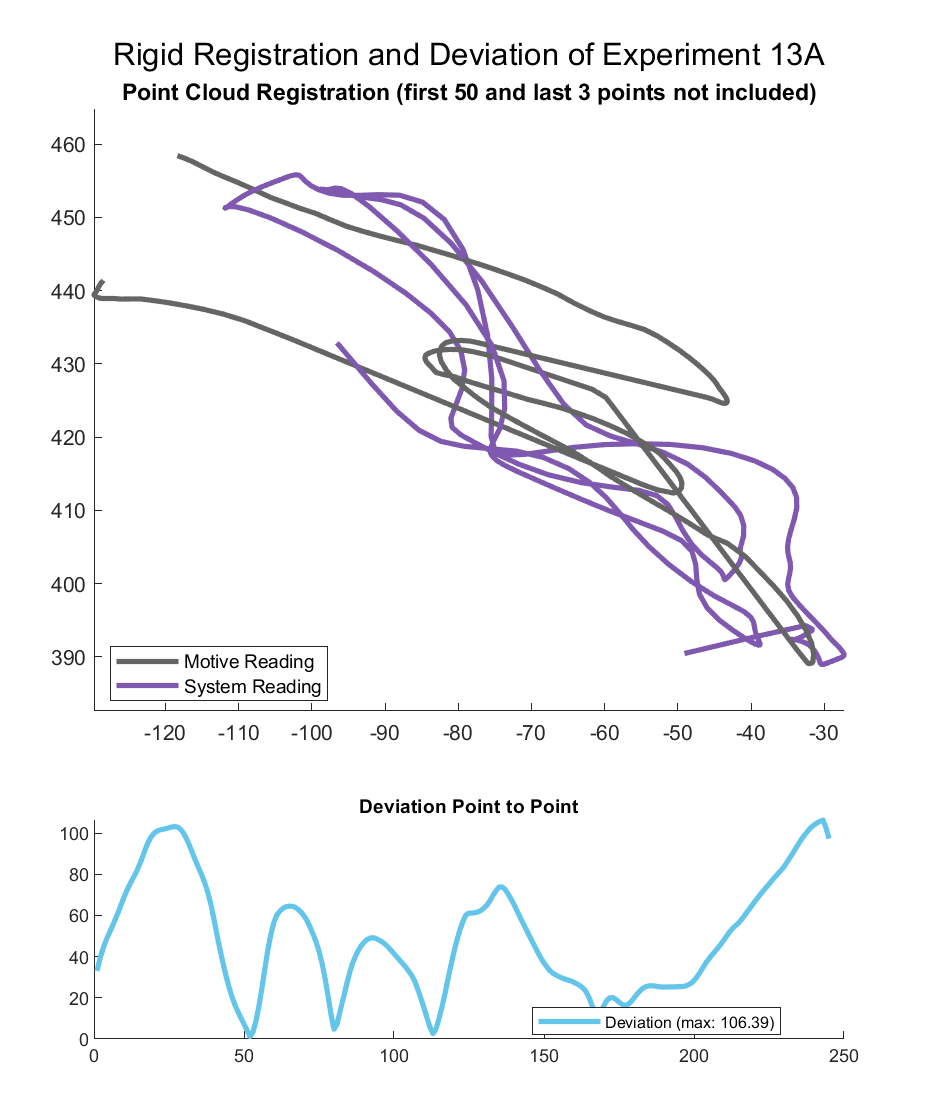 Rigid Registration and Deviation of Experiment 13A
Point Cloud Registration (first 50 and last 3 points not included)
460
450
440
430
420
410
400
390
Motive Reading
System Reading
-120 -110 -100 -90 -80 -70 -60 -50 -40 -30
Deviation Point to Point
100
80
60
40
20
0
Deviation (max: 106.39)
0 50 100 150 200 250